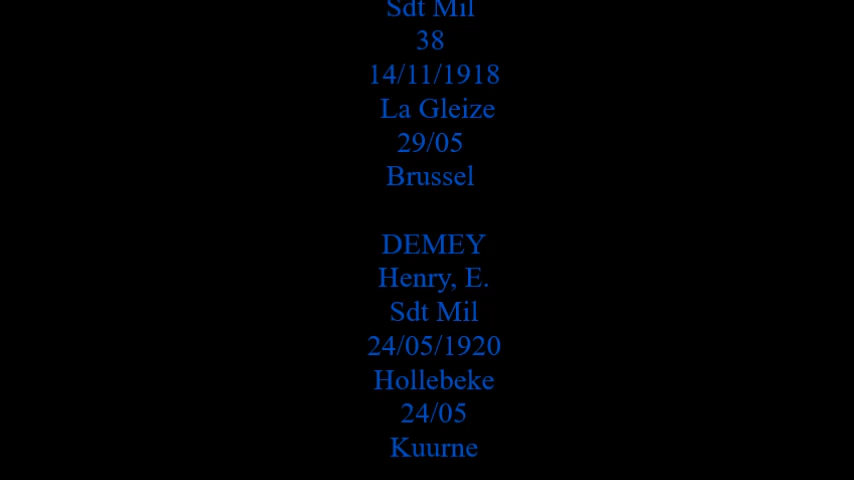 Sdt Mil
38
14/11/1918
La Gleize
29/05
Brussel
DEMEY
Henry, E.
Sdt Mil
24/05/1920
Hollebeke
24/05
Kuurne